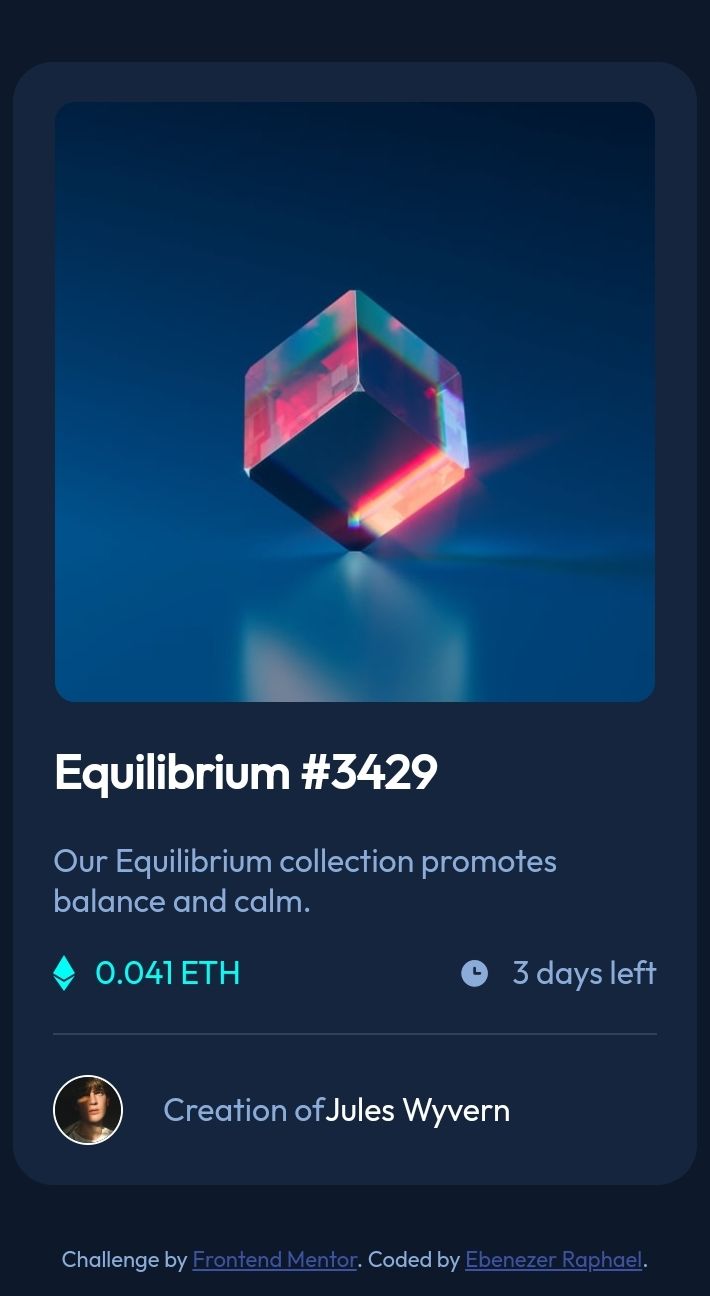 Equilibrium #3429
Our Equilibrium collection promotes
balance and calm.
0.041 ETH
3 days left
Creation ofJules Wyvern
Challenge by Frontend Mentor. Coded by Ebenezer Raphael.